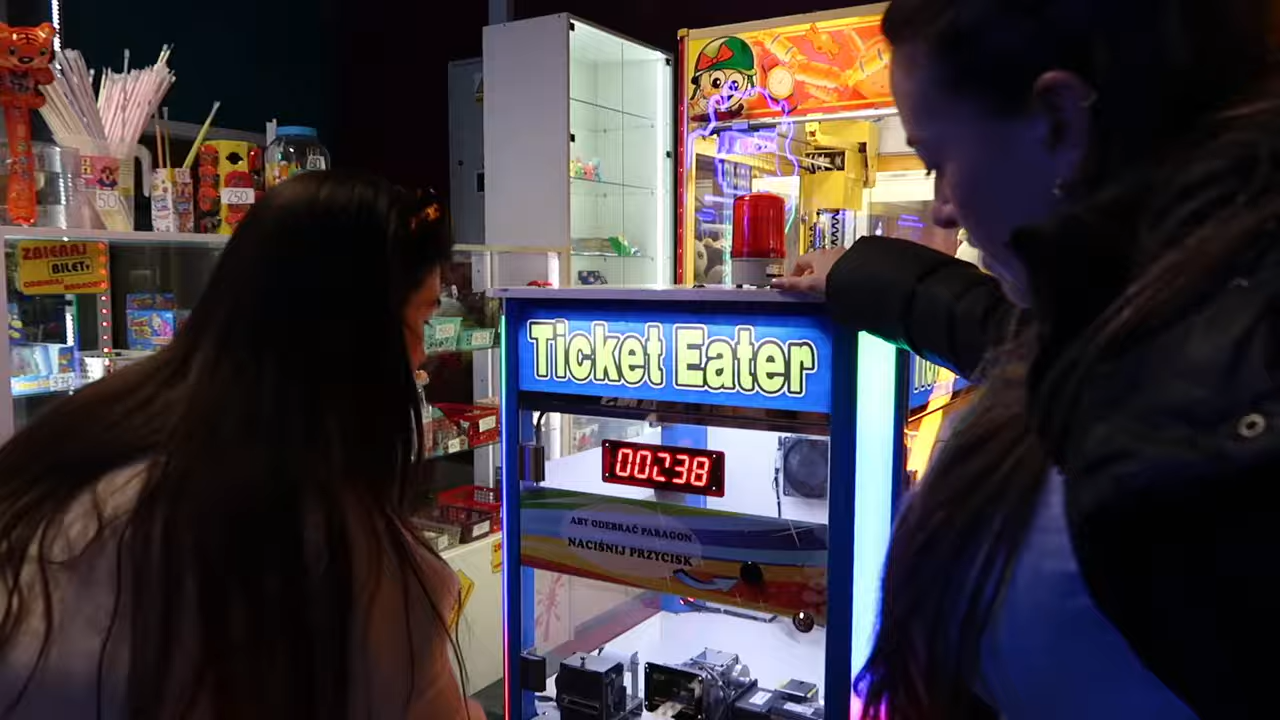 50
250
ZBIERAJ
BILETY
Ticket Eater
00238
ABY ODEBRAĆ PARAGON
NACIŚNIJ PRZYCISK